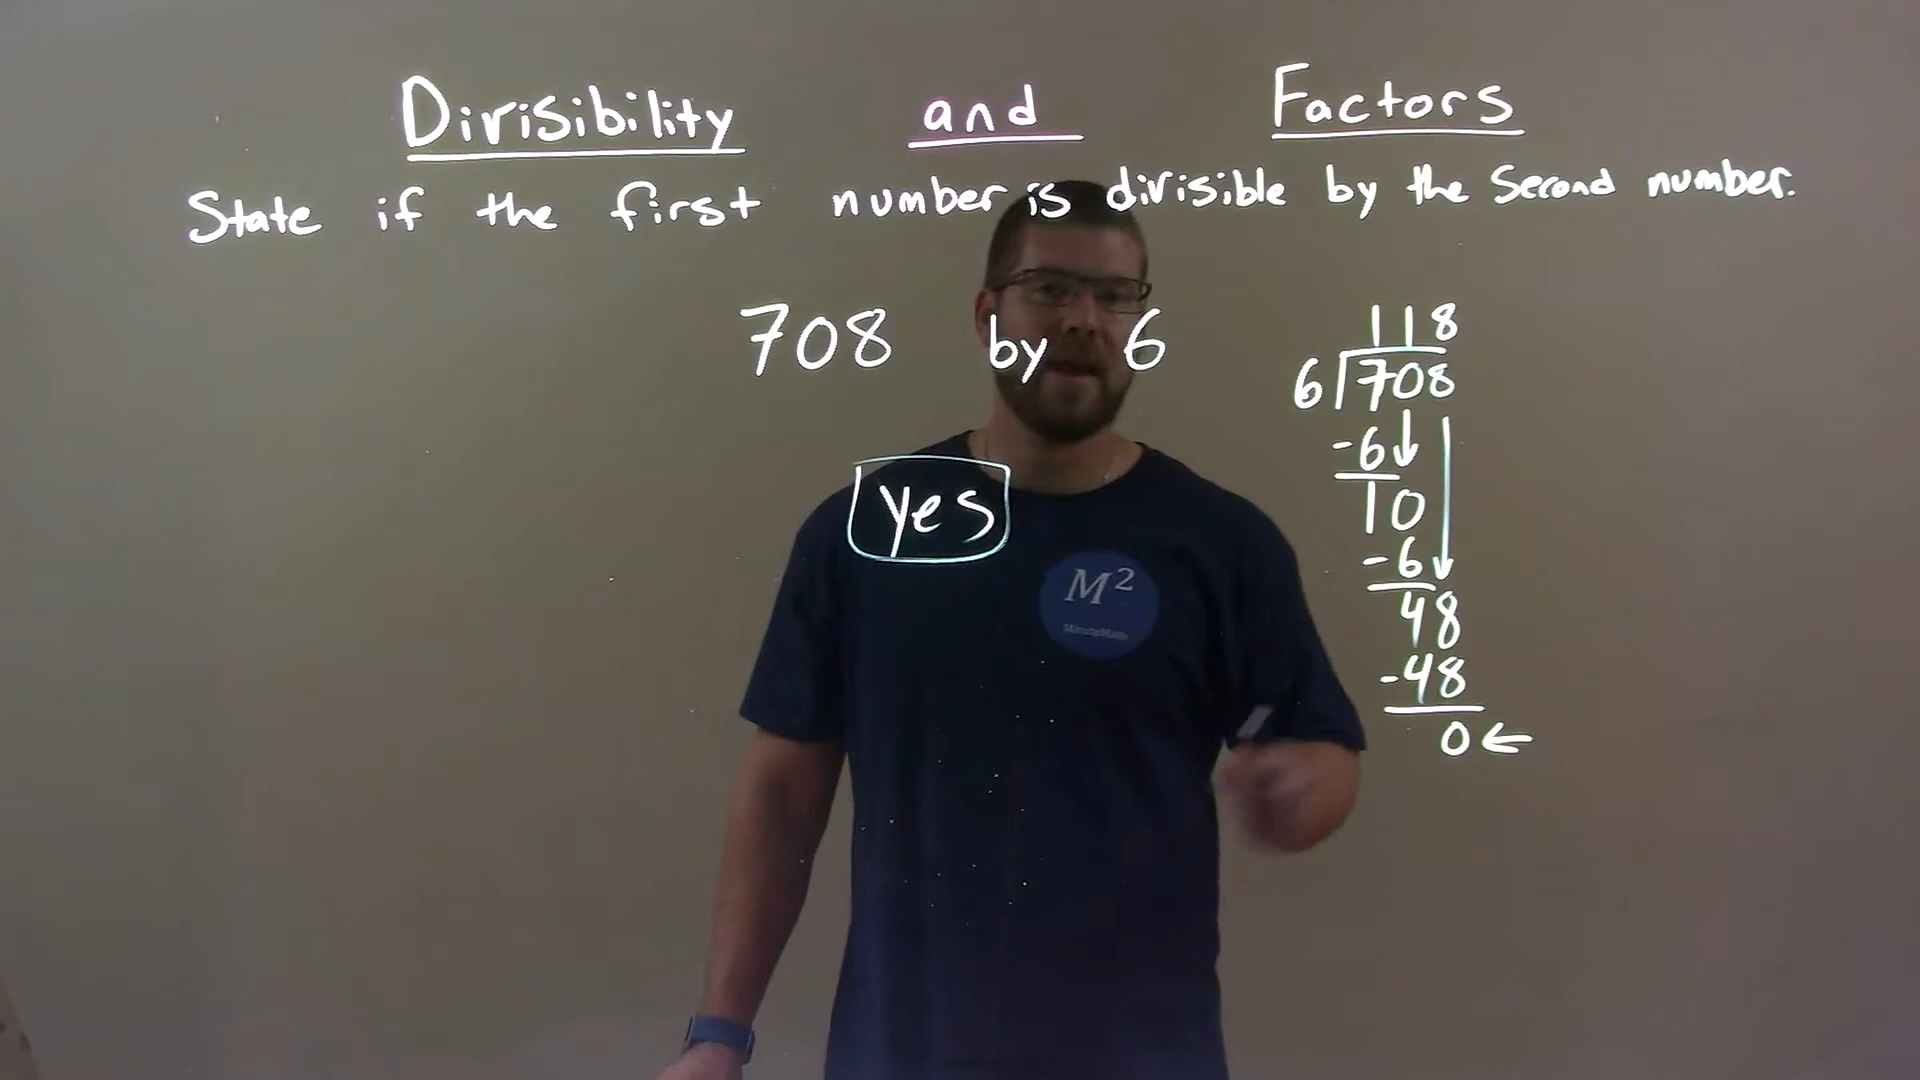 Divisibility and Factors
State if the first number is divisible by the Second number.
708 by 6
yes
118
6 708
-6
10
-6
48
-48
0 ←
M²
MinuteMath